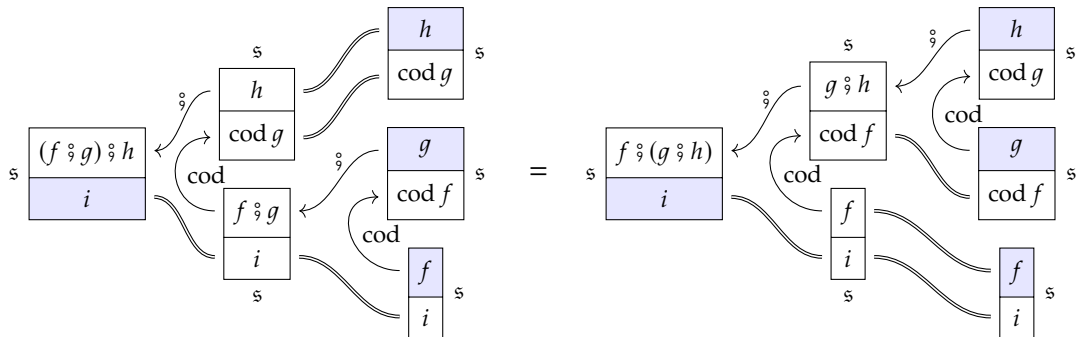 𝔰
(f ⨟ g) ⨟ h
i
⨟
cod
𝔰
h
cod g
f ⨟ g
i
𝔰
⨟
cod
h
cod g
𝔰
g
cod f
𝔰
f
i
𝔰
=
𝔰
f ⨟ (g ⨟ h)
i
⨟
cod
𝔰
g ⨟ h
cod f
f
i
𝔰
⨟
cod
h
cod g
𝔰
g
cod f
𝔰
f
i
𝔰